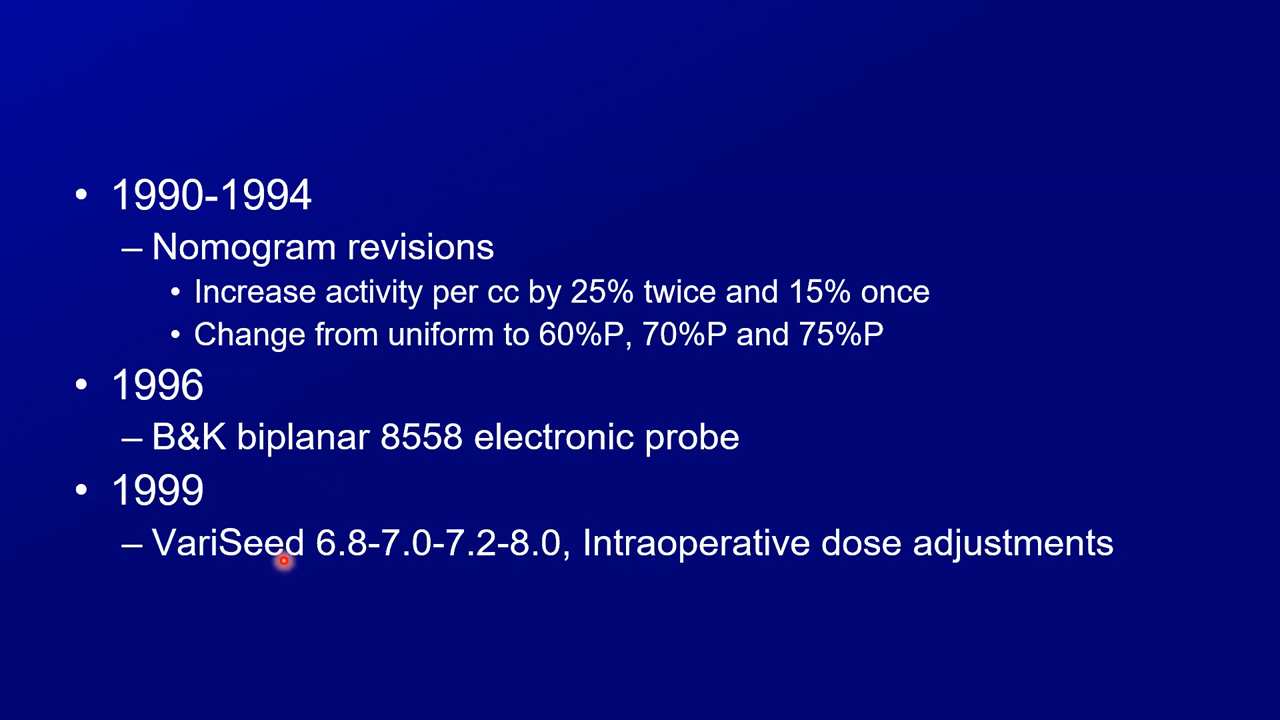 • 1990-1994
– Nomogram revisions
• Increase activity per cc by 25% twice and 15% once
• Change from uniform to 60%P, 70%P and 75%P
• 1996
– B&K biplanar 8558 electronic probe
• 1999
– VariSeed 6.8-7.0-7.2-8.0, Intraoperative dose adjustments